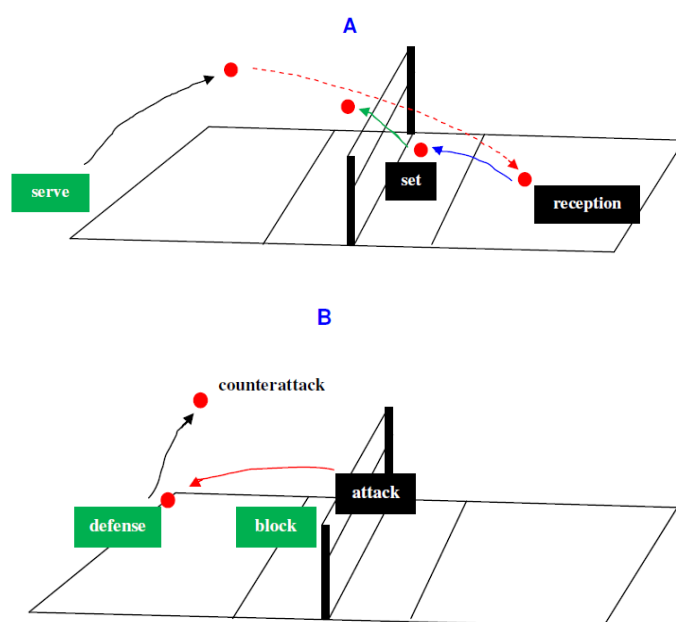 A
serve
set
reception
B
counterattack
attack
defense
block